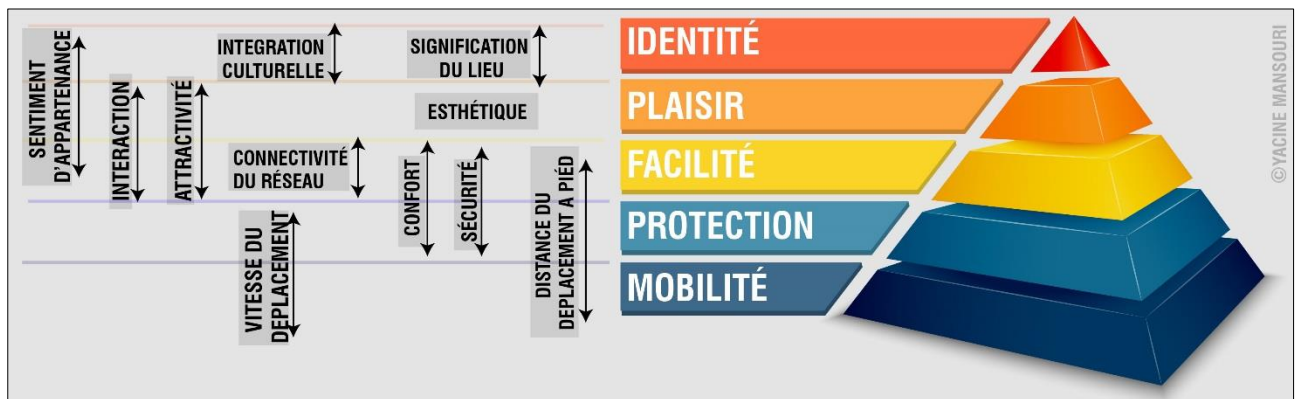 SENTIMENT
D'APPARTENANCE
INTERACTION
ATTRACTIVITÉ
INTEGRATION
CULTURELLE
SIGNIFICATION
DU LIEU
ESTHÉTIQUE
CONNECTIVITÉ
DU RÉSEAU
CONFORT
SÉCURITÉ
VITESSE DU
DEPLACEMENT
DISTANCE DU
DEPLACEMENT A PIÉD
IDENTITÉ
PLAISIR
FACILITÉ
PROTECTION
MOBILITÉ
©YACINE MANSOURI